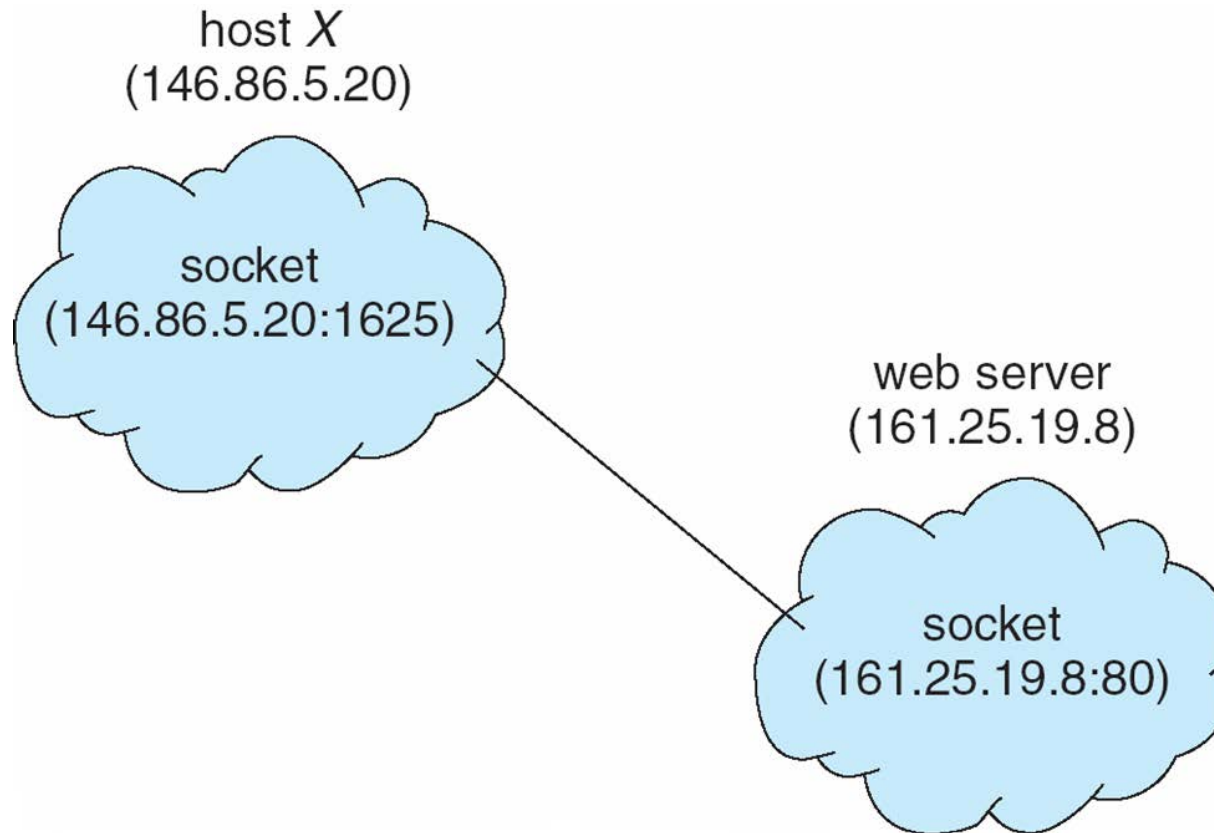 host X
(146.86.5.20)
socket
(146.86.5.20:1625)
web server
(161.25.19.8)
socket
(161.25.19.8:80)